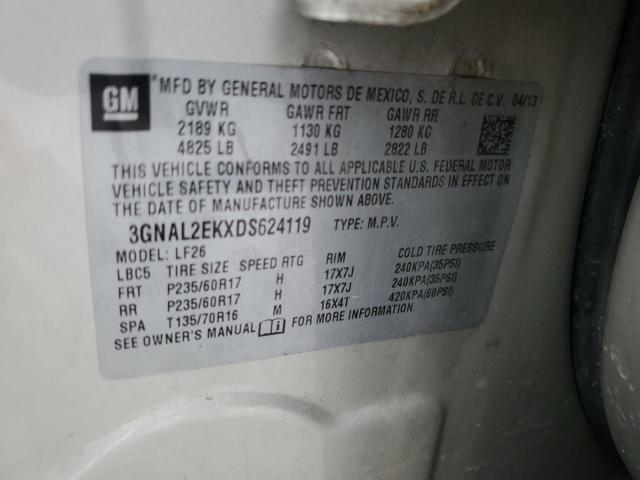 GM
*MFD BY GENERAL MOTORS DE MEXICO, S. DE R.L. DE C.V. 04/13
GVWR GAWR FRT GAWR RR
2189 KG 1130 KG 1280 KG
4825 LB 2491 LB 2822 LB
THIS VEHICLE CONFORMS TO ALL APPLICABLE U.S. FEDERAL MOTOR
VEHICLE SAFETY AND THEFT PREVENTION STANDARDS IN EFFECT ON
THE DATE OF MANUFACTURE SHOWN ABOVE.
3GNAL2EKXDS624119 TYPE: M.P.V.
MODEL: LF26
LBC5 TIRE SIZE SPEED RTG RIM COLD TIRE PRESSURE
FRT P235/60R17 H 17X7J 240KPA(35PSI)
RR P235/60R17 H 17X7J 240KPA(35PSI)
SPA T135/70R16 M 16X4T 420KPA(60PSI)
SEE OWNER'S MANUAL FOR MORE INFORMATION.